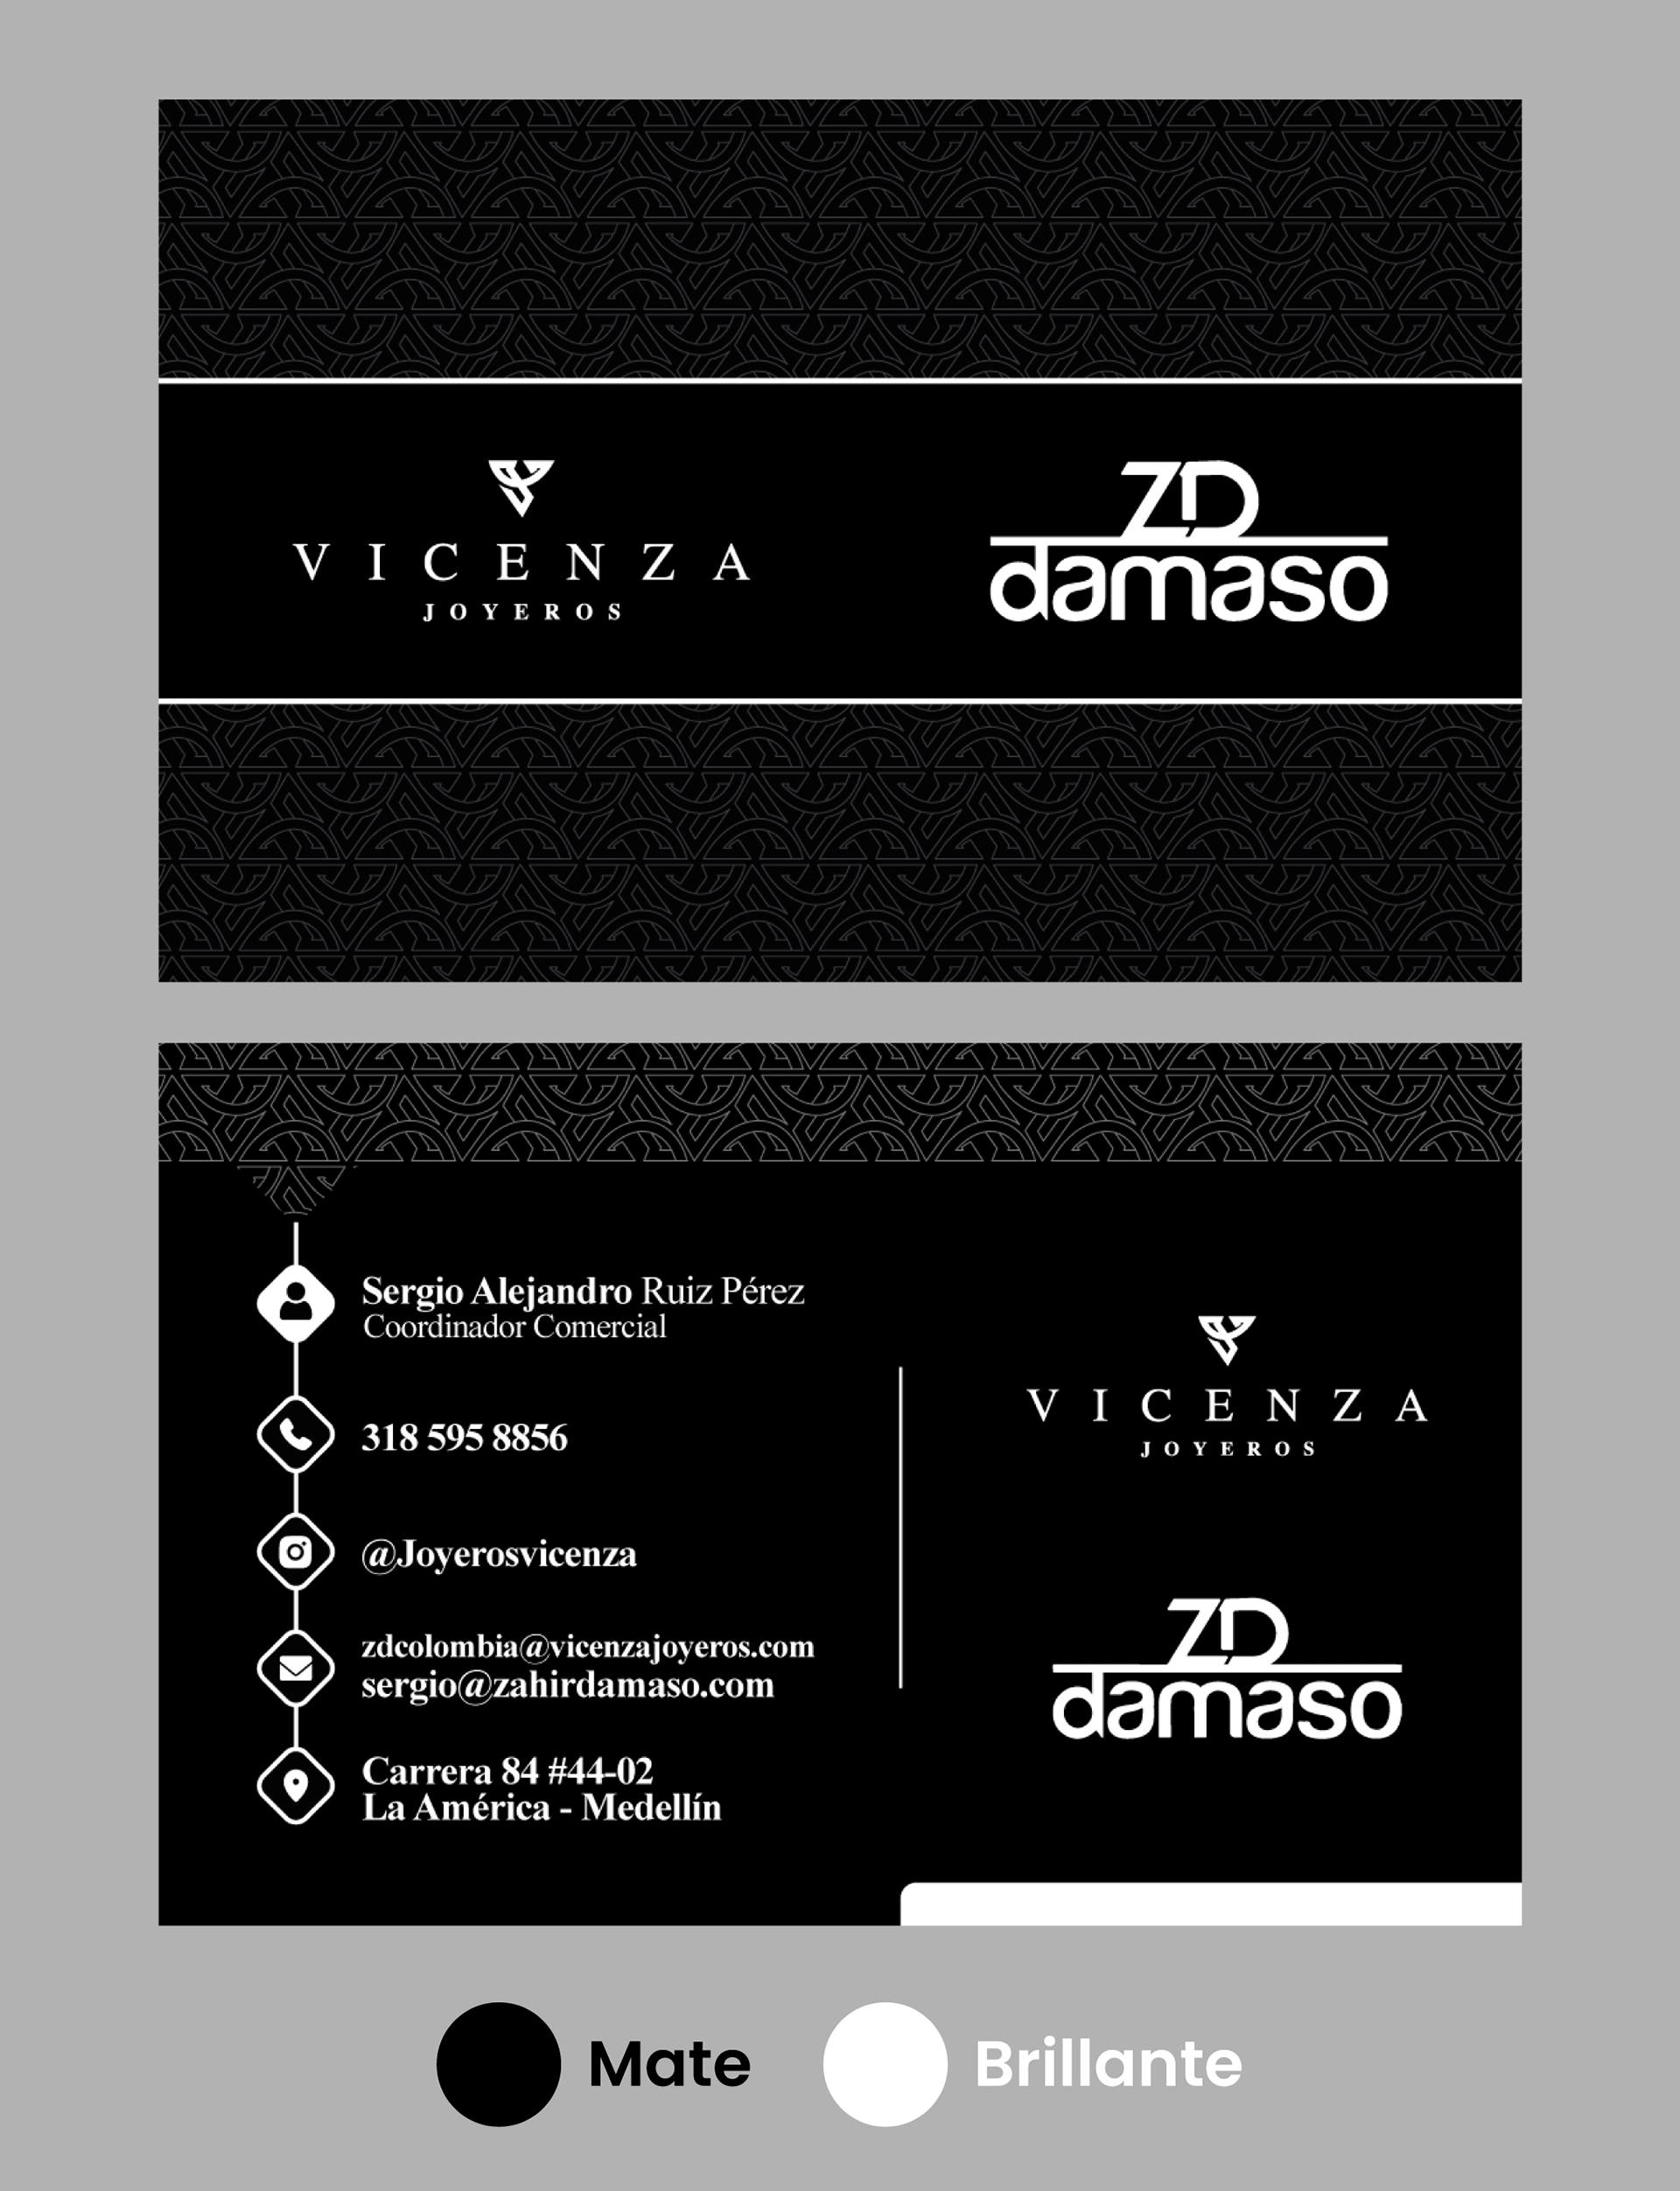 VICENZA
JOYEROS
ZD
damaso
Sergio Alejandro Ruiz Pérez
Coordinador Comercial
318 595 8856
@Joyerosvicenza
zdcolombia@vicenzajoyeros.com
sergio@zahirdamaso.com
Carrera 84 #44-02
La América - Medellín
VICENZA
JOYEROS
ZD
damaso
Mate
Brillante